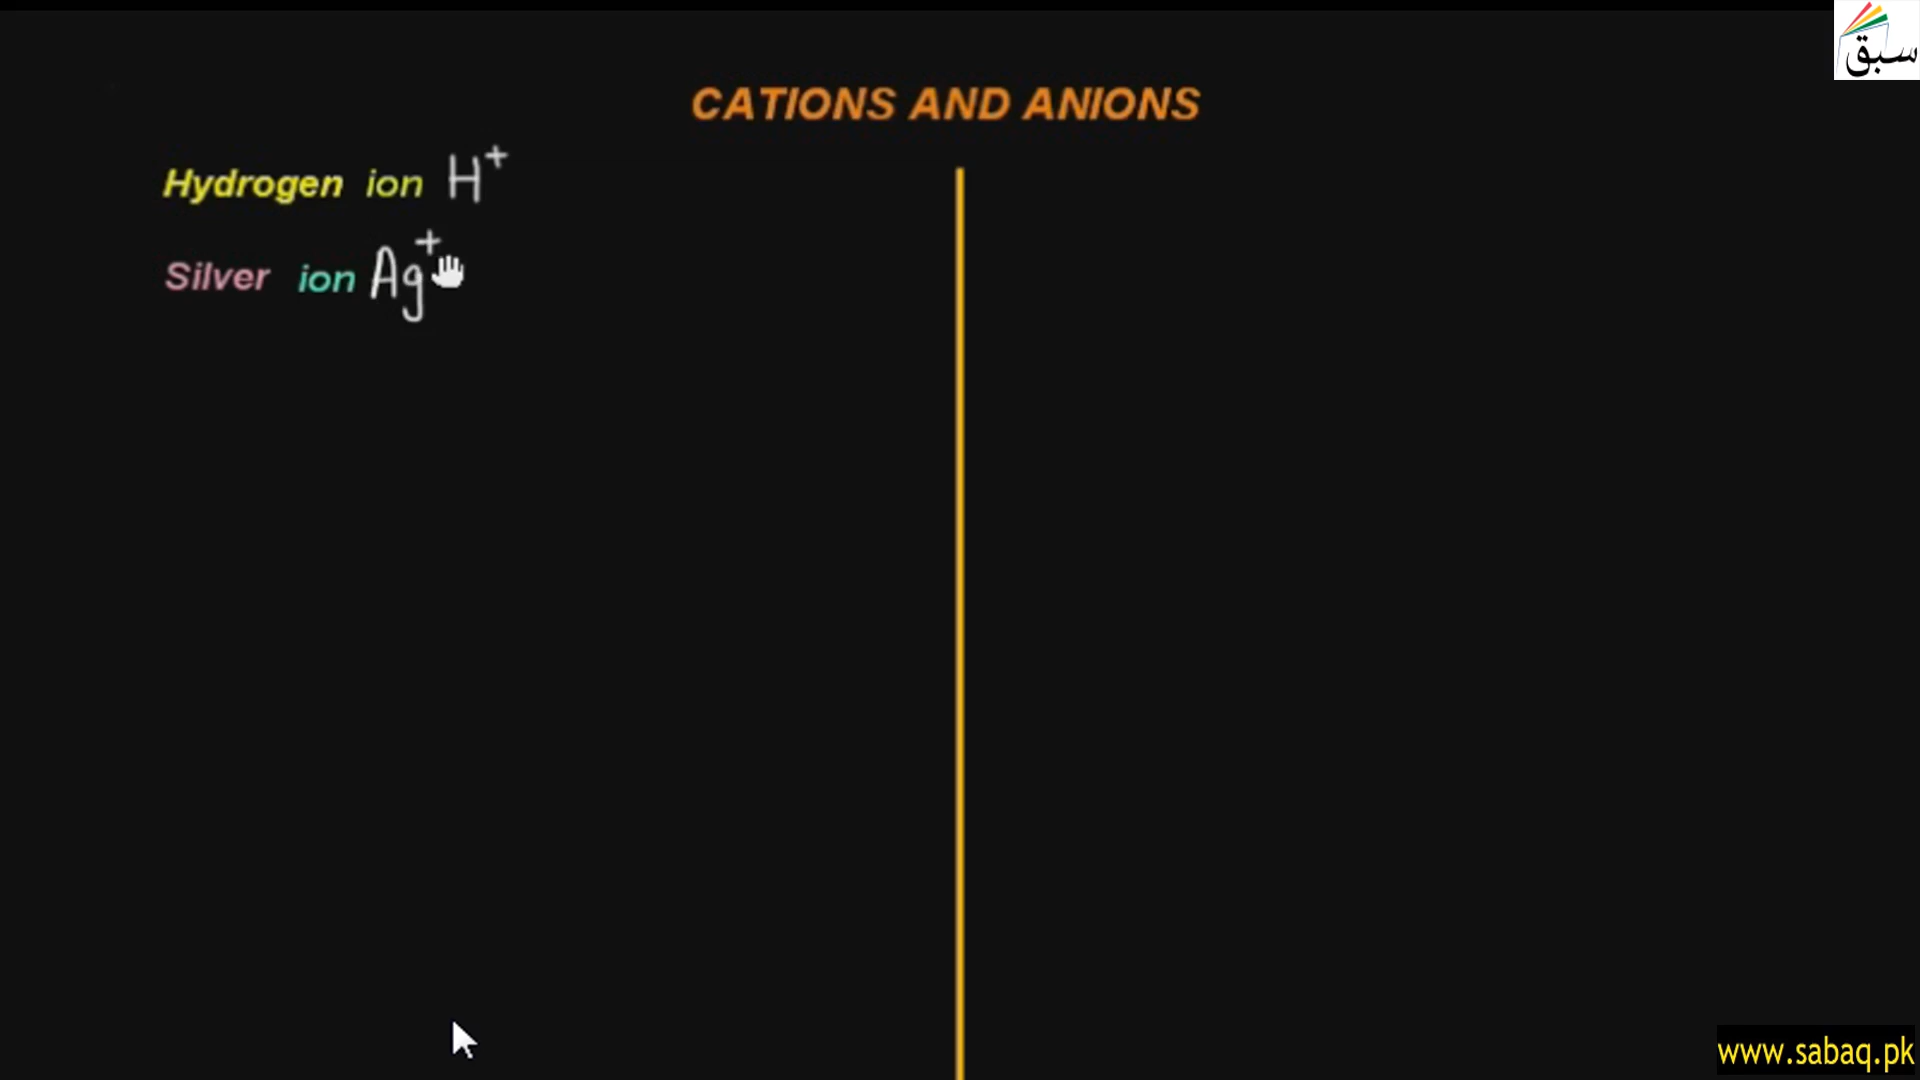 سبق
CATIONS AND ANIONS
Hydrogen ion H⁺
Silver ion Ag⁺
www.sabaq.pk